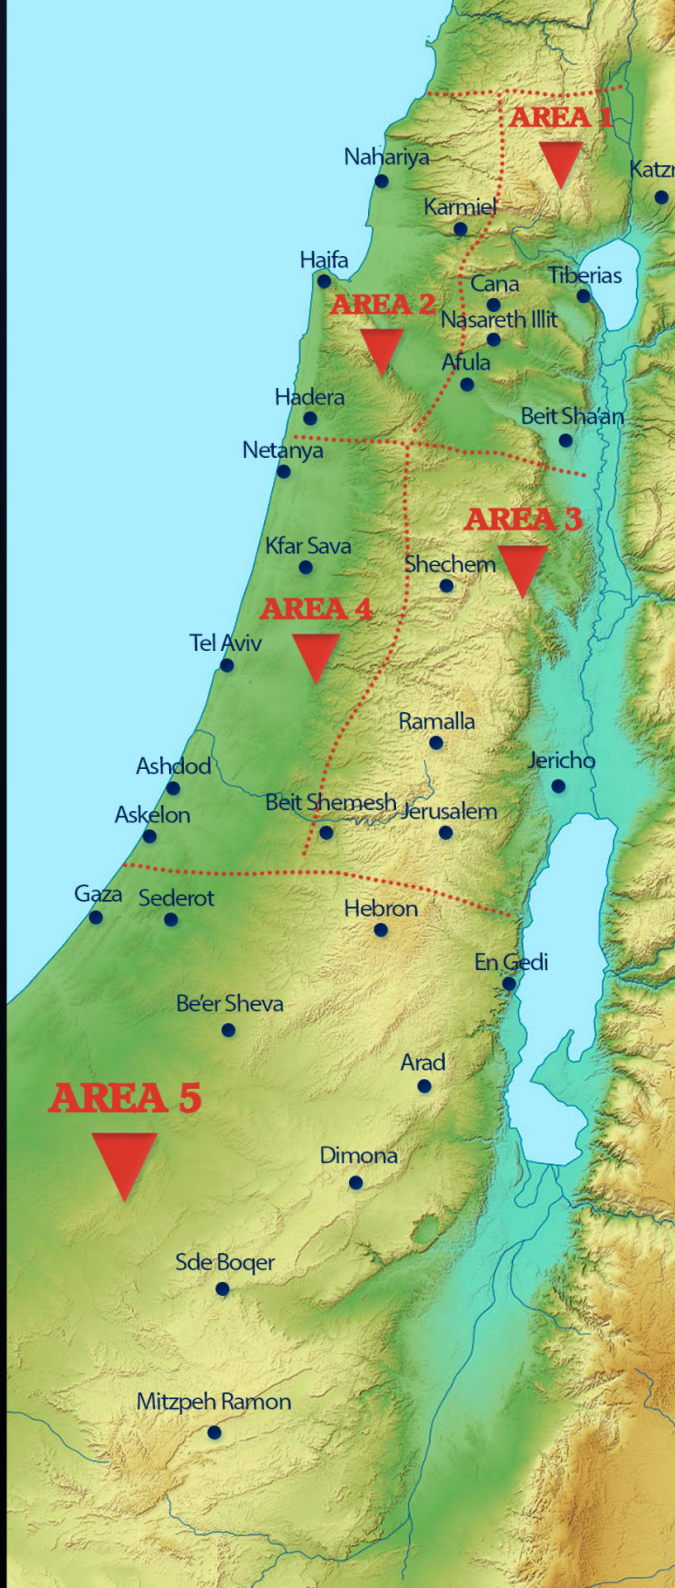 AREA 1
Nahariya
Katzr
Karmiel
Haifa
Tiberias
Cana
AREA 2
Nasareth Illit
Afula
Hadera
Beit Sha'an
Netanya
AREA 3
Kfar Sava
Shechem
AREA 4
Tel Aviv
Ramalla
Ashdod
Jericho
Beit Shemesh
Askelon
Jerusalem
Gaza
Sederot
Hebron
En Gedi
Be'er Sheva
Arad
AREA 5
Dimona
Sde Boqer
Mitzpeh Ramon